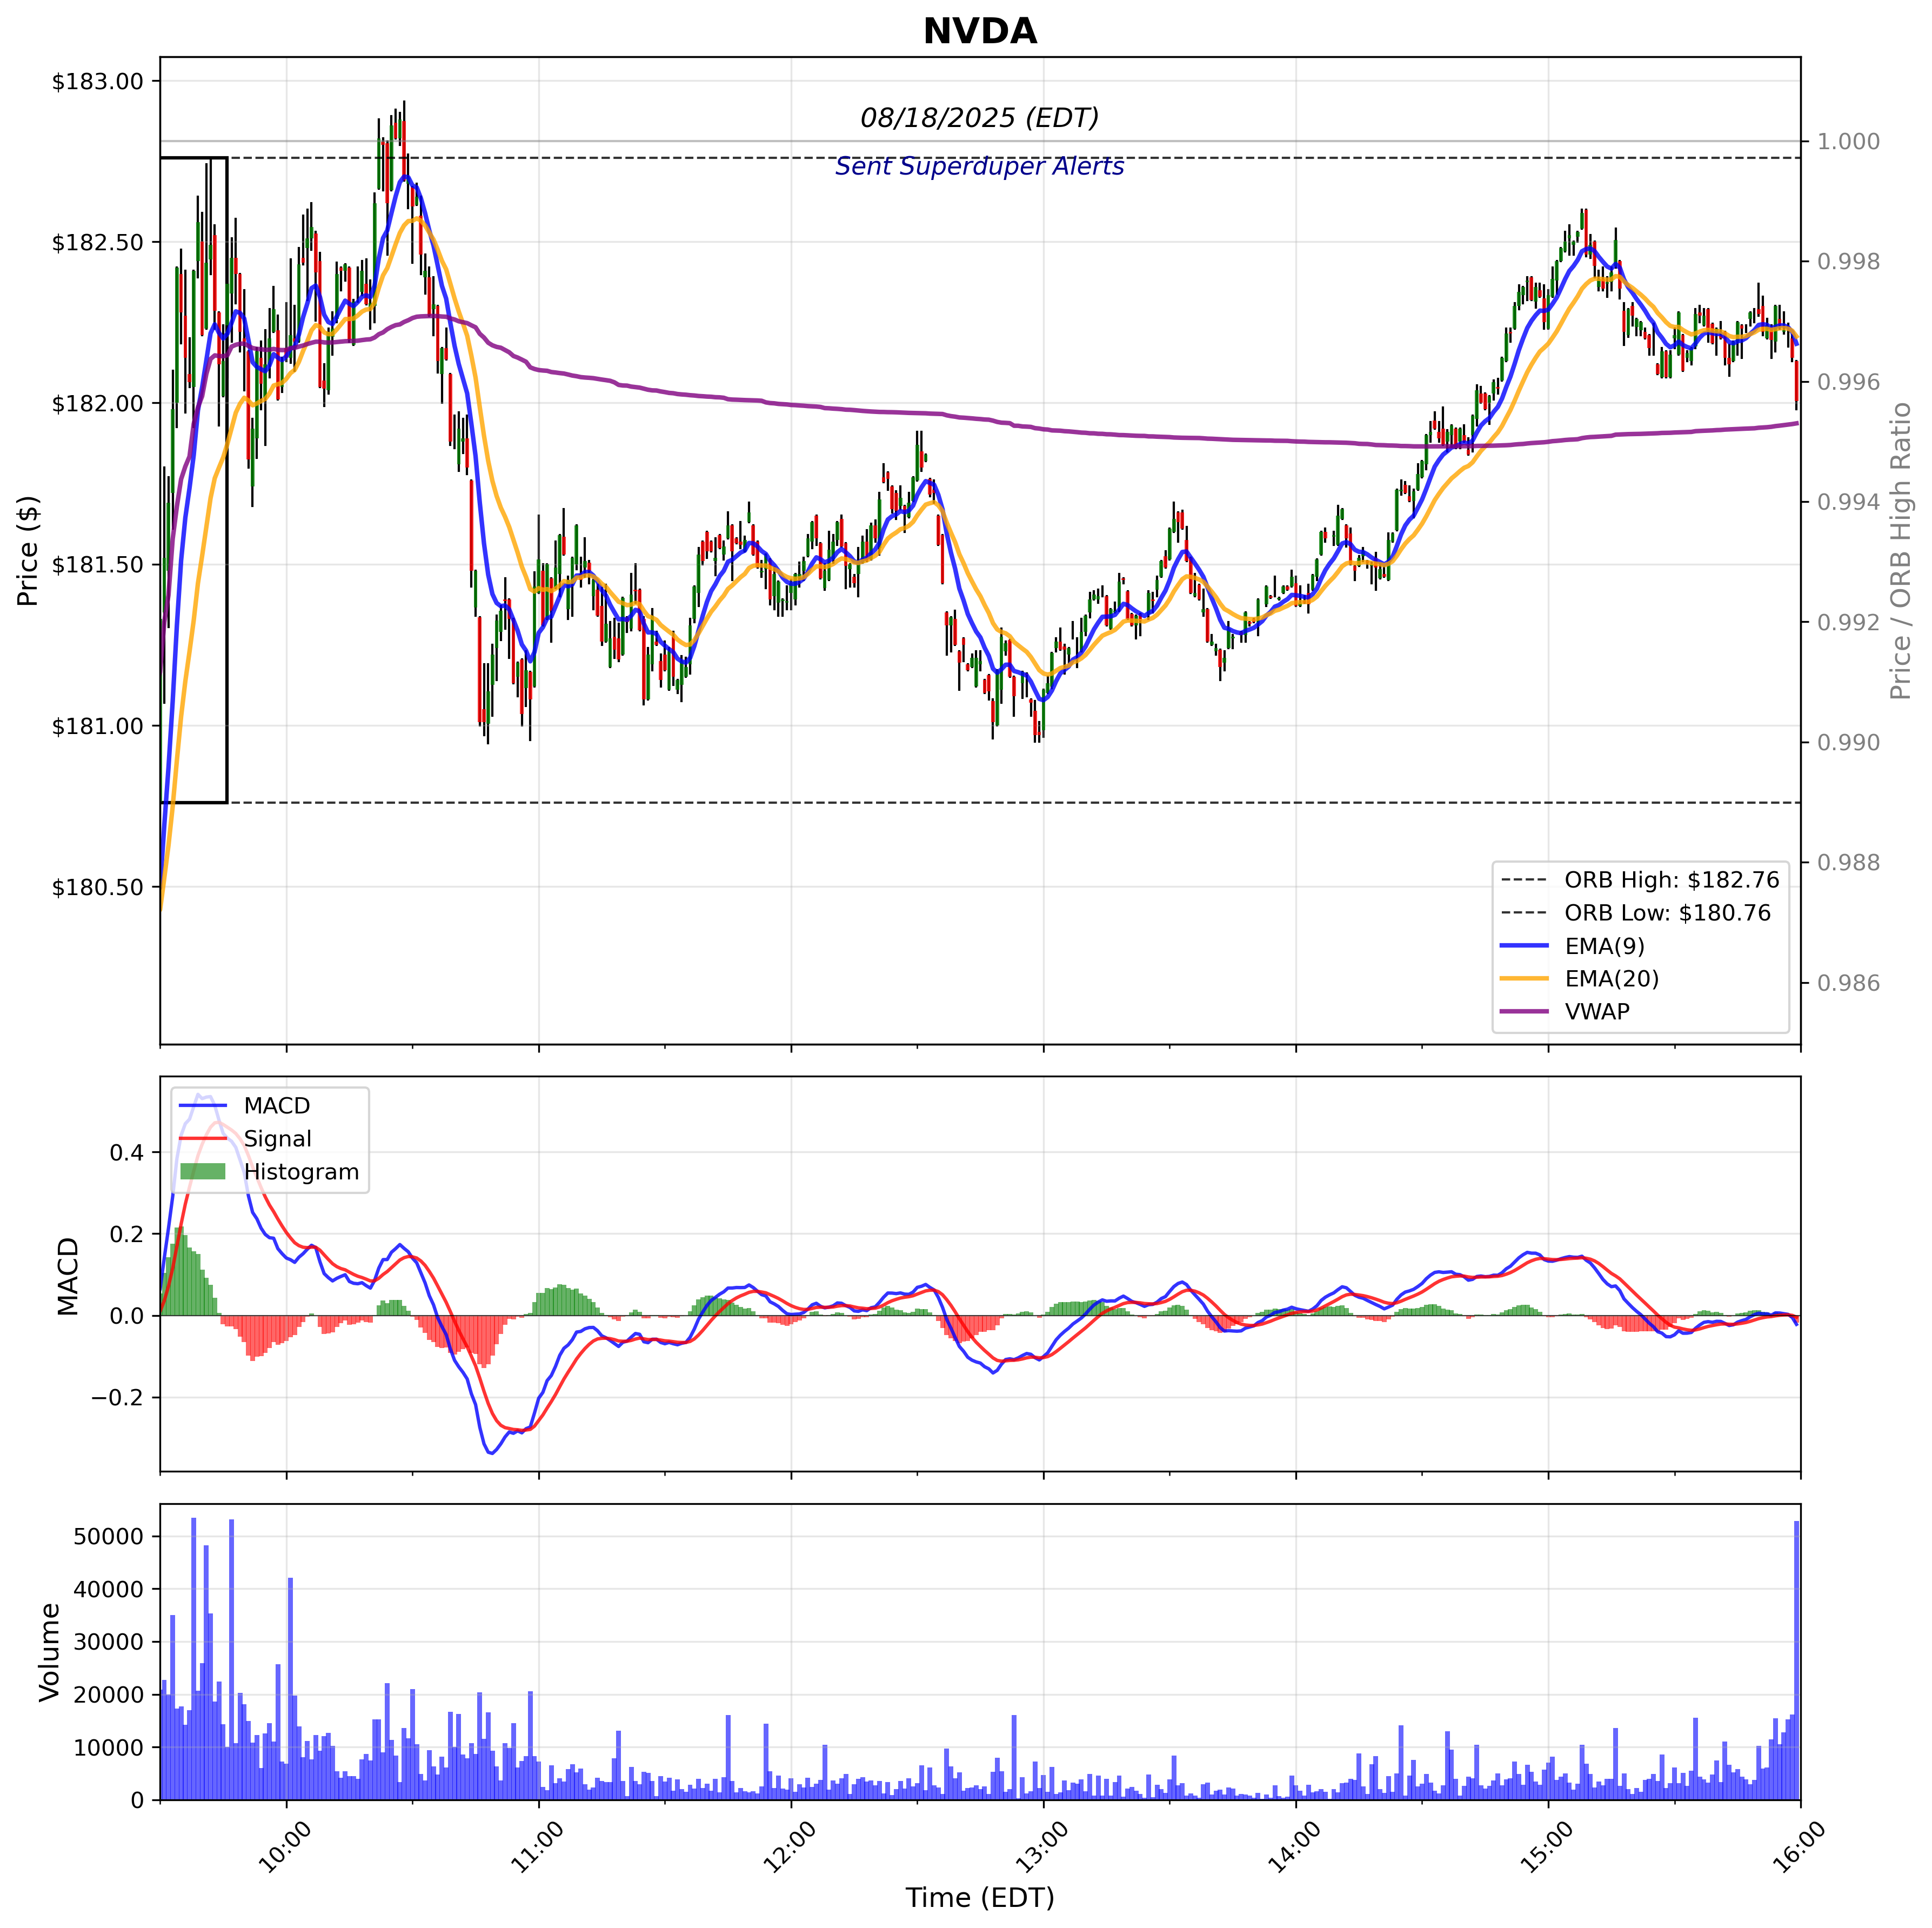 NVDA
08/18/2025 (EDT)
Sent Superduper Alerts
Price ($)
$183.00
$182.50
$182.00
$181.50
$181.00
$180.50
Price / ORB High Ratio
1.000
0.998
0.996
0.994
0.992
0.990
0.988
0.986
ORB High: $182.76
ORB Low: $180.76
EMA(9)
EMA(20)
VWAP
MACD
0.4
0.2
0.0
−0.2
MACD
Signal
Histogram
Volume
50000
40000
30000
20000
10000
0
10:00
11:00
12:00
13:00
14:00
15:00
16:00
Time (EDT)